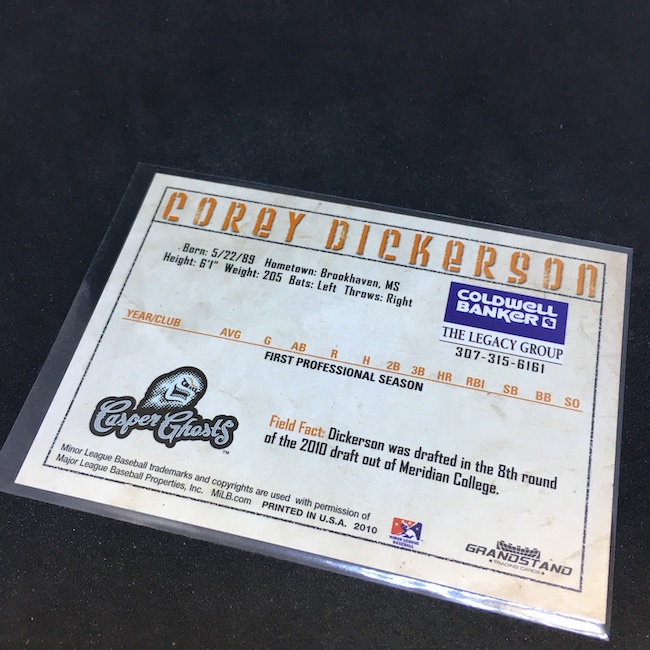 COREY DICKERSON
Born: 5/22/89 Hometown: Brookhaven, MS
Height: 6'1" Weight: 205 Bats: Left Throws: Right
COLDWELL
BANKER
THE LEGACY GROUP
307-315-6161
YEAR/CLUB AVG G AB R H 2B 3B HR RBI SB BB SO
FIRST PROFESSIONAL SEASON
Casper Ghosts
TM
Field Fact: Dickerson was drafted in the 8th round
of the 2010 draft out of Meridian College.
Minor League Baseball trademarks and copyrights are used with permission of
Major League Baseball Properties, Inc. MiLB.com PRINTED IN U.S.A. 2010
MINOR LEAGUE
BASEBALL
GRANDSTAND
TRADING CARDS